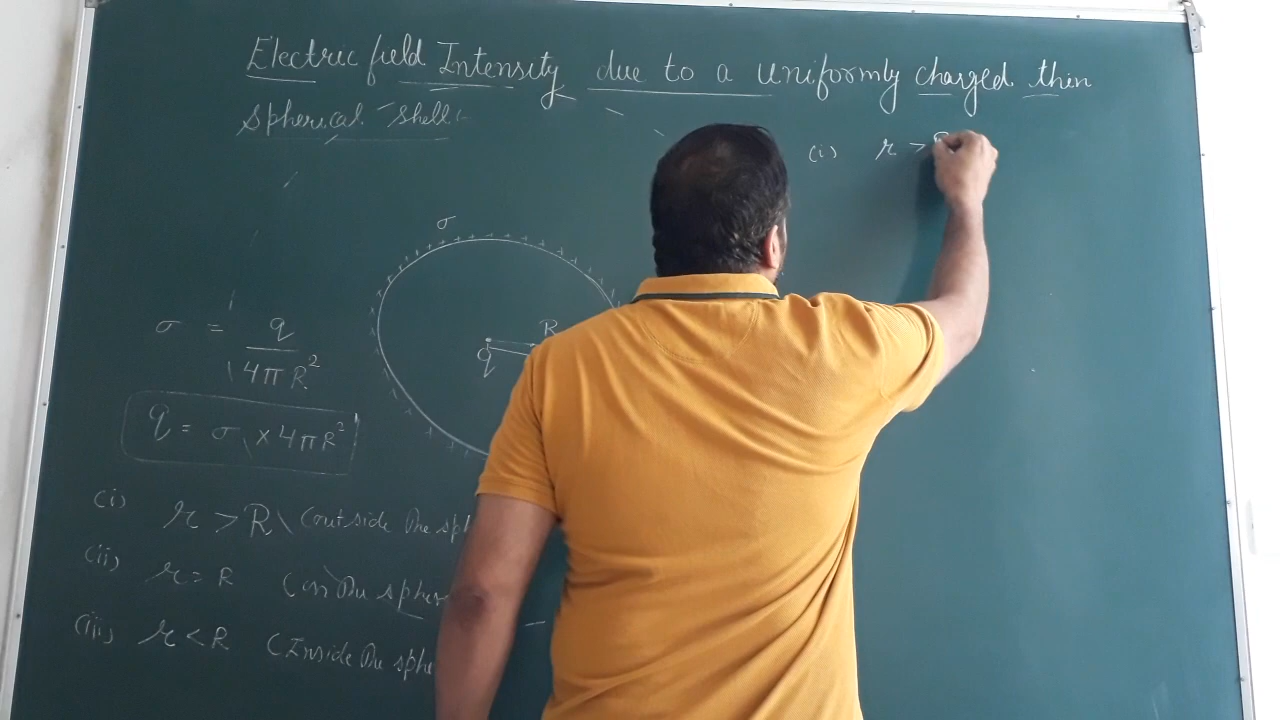 Electric field Intensity due to a uniformly charged thin
spherical shell:-
(i) r > R
σ
R
q
σ = q / 4πR²
q = σ × 4πR²
(i) r > R (outside the sph
(ii) r = R (on the spher
(iii) r < R (Inside the sphe